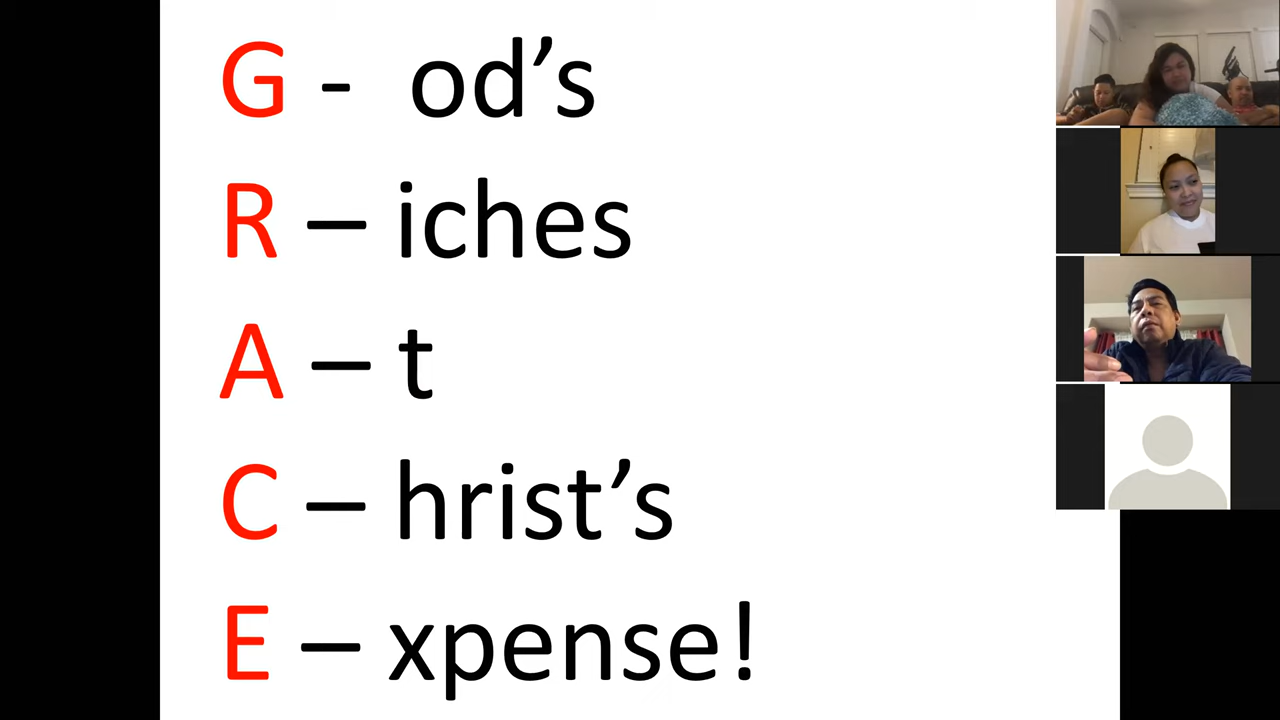 G - od’s
R – iches
A – t
C – hrist’s
E – xpense!